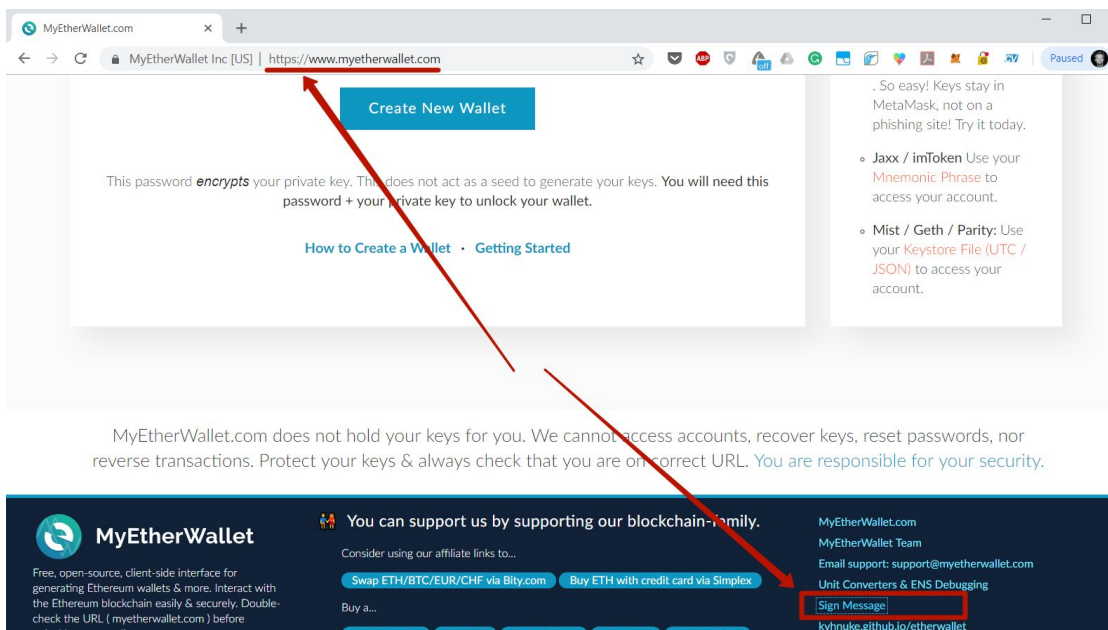 MyEtherWallet.com
MyEtherWallet Inc [US] | https://www.myetherwallet.com
ABP
off
Paused
Create New Wallet
This password encrypts your private key. This does not act as a seed to generate your keys. You will need this
password + your private key to unlock your wallet.
How to Create a Wallet · Getting Started
. So easy! Keys stay in
MetaMask, not on a
phishing site! Try it today.
Jaxx / imToken Use your
Mnemonic Phrase to
access your account.
Mist / Geth / Parity: Use
your Keystore File (UTC /
JSON) to access your
account.
MyEtherWallet.com does not hold your keys for you. We cannot access accounts, recover keys, reset passwords, nor
reverse transactions. Protect your keys & always check that you are on correct URL. You are responsible for your security.
MyEtherWallet
Free, open-source, client-side interface for
generating Ethereum wallets & more. Interact with
the Ethereum blockchain easily & securely. Double-
check the URL ( myetherwallet.com ) before
You can support us by supporting our blockchain-family.
Consider using our affiliate links to...
Swap ETH/BTC/EUR/CHF via Bity.com
Buy ETH with credit card via Simplex
Buy a...
MyEtherWallet.com
MyEtherWallet Team
Email support: support@myetherwallet.com
Unit Converters & ENS Debugging
Sign Message
kvhnuke.github.io/etherwallet